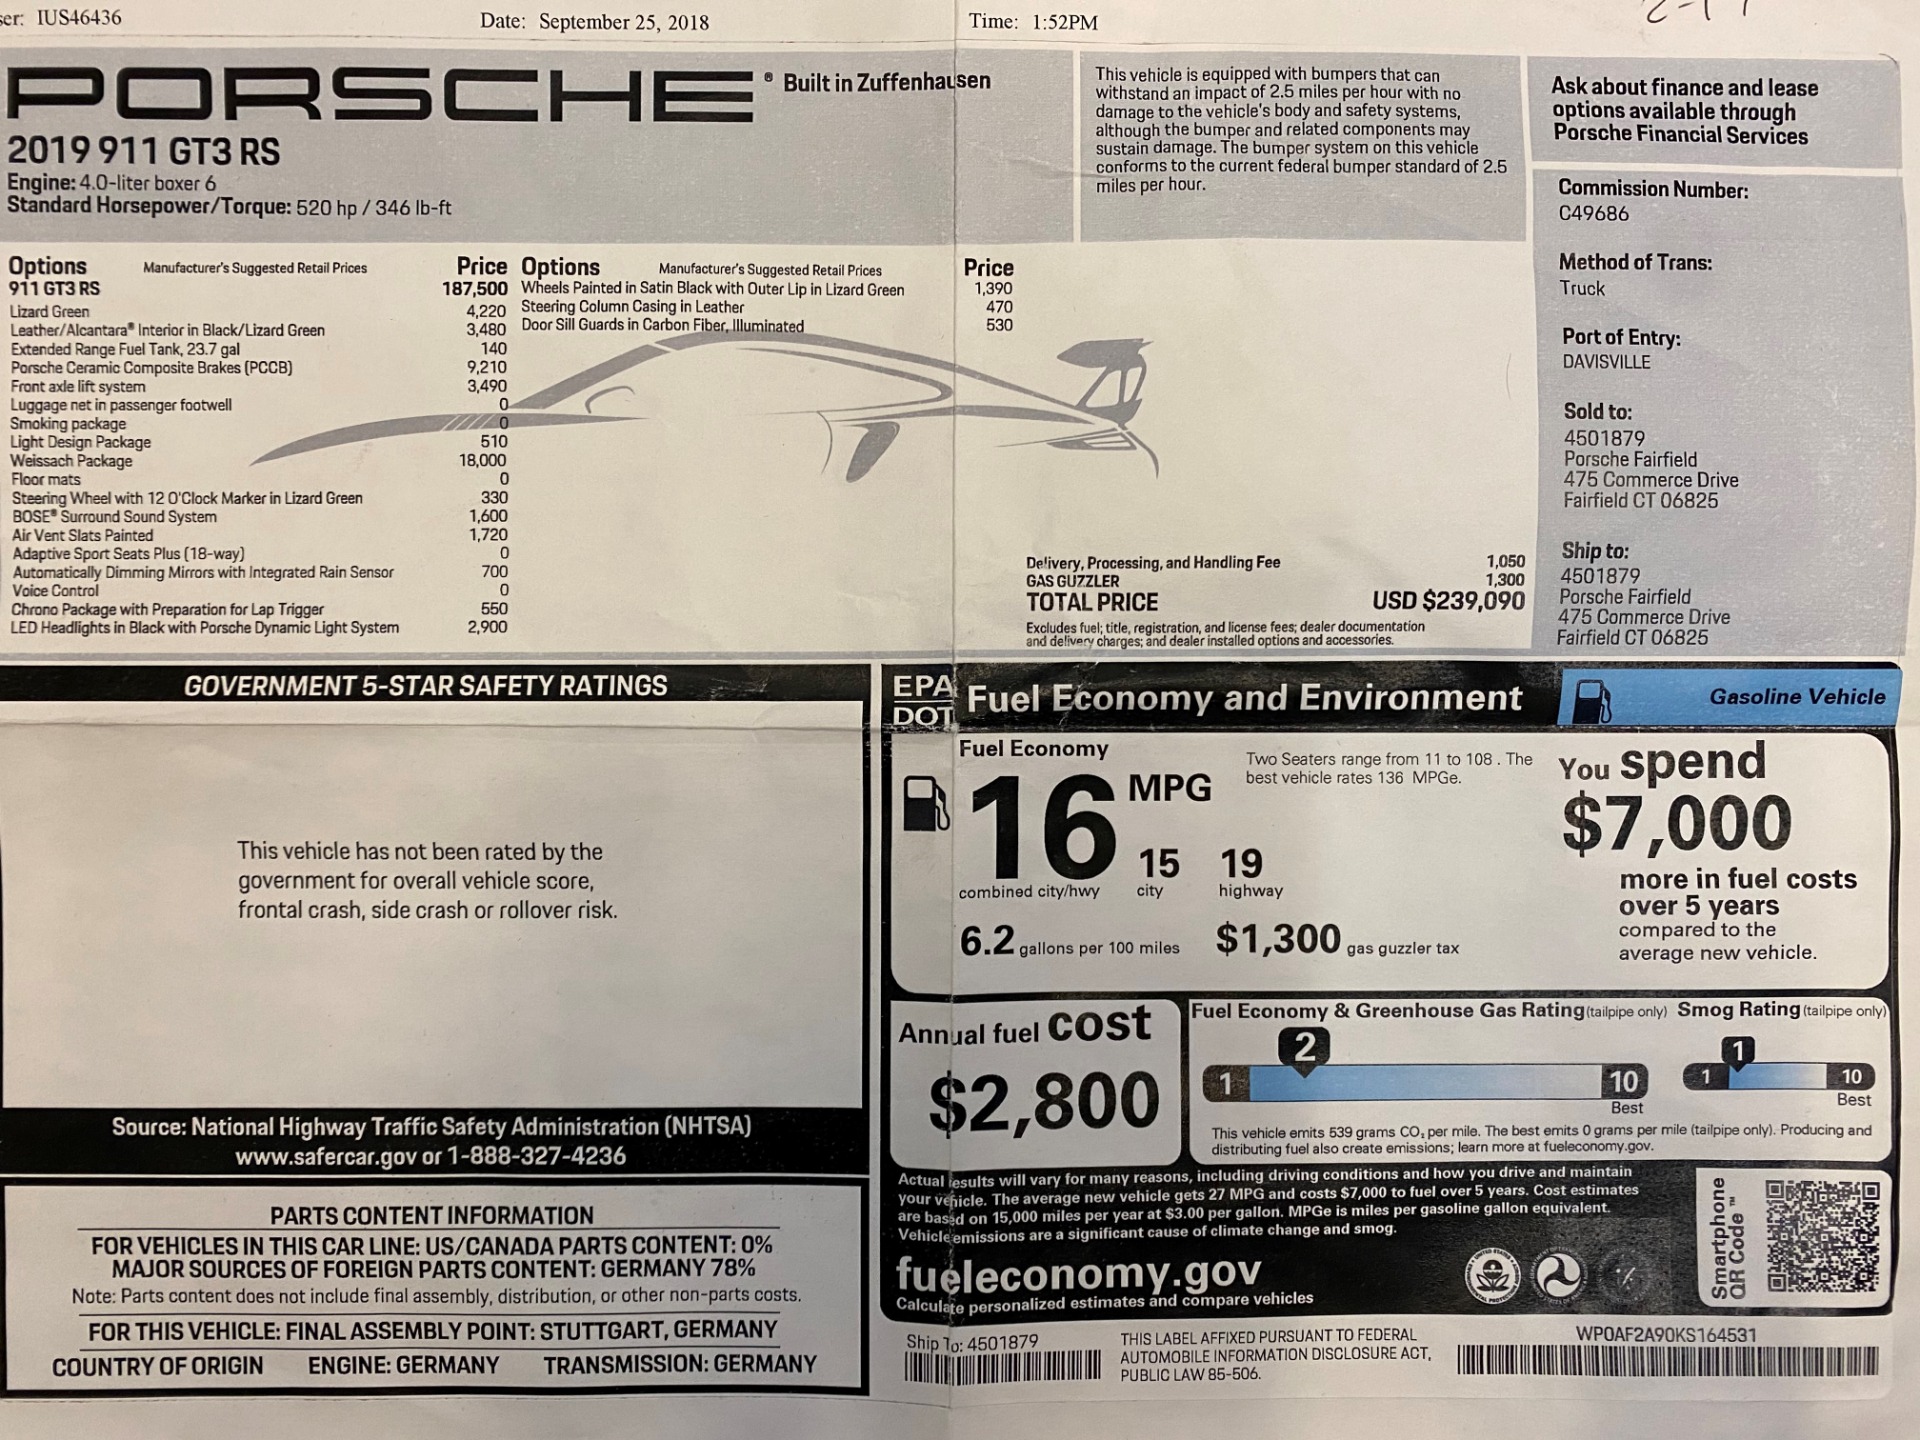 ser: IUS46436 Date: September 25, 2018 Time: 1:52PM
PORSCHE® Built in Zuffenhausen
2019 911 GT3 RS
Engine: 4.0-liter boxer 6
Standard Horsepower/Torque: 520 hp / 346 lb-ft
This vehicle is equipped with bumpers that can
withstand an impact of 2.5 miles per hour with no
damage to the vehicle's body and safety systems,
although the bumper and related components may
sustain damage. The bumper system on this vehicle
conforms to the current federal bumper standard of 2.5
miles per hour.
Ask about finance and lease
options available through
Porsche Financial Services
Options Manufacturer's Suggested Retail Prices Price
911 GT3 RS 187,500
Lizard Green 4,220
Leather/Alcantara® Interior in Black/Lizard Green 3,480
Extended Range Fuel Tank, 23.7 gal 140
Porsche Ceramic Composite Brakes (PCCB) 9,210
Front axle lift system 3,490
Luggage net in passenger footwell 0
Smoking package 0
Light Design Package 510
Weissach Package 18,000
Floor mats 0
Steering Wheel with 12 O'Clock Marker in Lizard Green 330
BOSE® Surround Sound System 1,600
Air Vent Slats Painted 1,720
Adaptive Sport Seats Plus (18-way) 0
Automatically Dimming Mirrors with Integrated Rain Sensor 700
Voice Control 0
Chrono Package with Preparation for Lap Trigger 550
LED Headlights in Black with Porsche Dynamic Light System 2,900
Options Manufacturer's Suggested Retail Prices Price
Wheels Painted in Satin Black with Outer Lip in Lizard Green 1,390
Steering Column Casing in Leather 470
Door Sill Guards in Carbon Fiber, Illuminated 530
Delivery, Processing, and Handling Fee 1,050
GAS GUZZLER 1,300
TOTAL PRICE USD $239,090
Excludes fuel; title, registration, and license fees; dealer documentation
and delivery charges; and dealer installed options and accessories.
Commission Number:
C49686
Method of Trans:
Truck
Port of Entry:
DAVISVILLE
Sold to:
4501879
Porsche Fairfield
475 Commerce Drive
Fairfield CT 06825
Ship to:
4501879
Porsche Fairfield
475 Commerce Drive
Fairfield CT 06825
GOVERNMENT 5-STAR SAFETY RATINGS
This vehicle has not been rated by the
government for overall vehicle score,
frontal crash, side crash or rollover risk.
Source: National Highway Traffic Safety Administration (NHTSA)
www.safercar.gov or 1-888-327-4236
PARTS CONTENT INFORMATION
FOR VEHICLES IN THIS CAR LINE: US/CANADA PARTS CONTENT: 0%
MAJOR SOURCES OF FOREIGN PARTS CONTENT: GERMANY 78%
Note: Parts content does not include final assembly, distribution, or other non-parts costs.
FOR THIS VEHICLE: FINAL ASSEMBLY POINT: STUTTGART, GERMANY
COUNTRY OF ORIGIN ENGINE: GERMANY TRANSMISSION: GERMANY
EPA
DOT
Fuel Economy and Environment
Gasoline Vehicle
Fuel Economy
16 MPG
combined city/hwy
15
city
19
highway
Two Seaters range from 11 to 108 . The
best vehicle rates 136 MPGe.
6.2 gallons per 100 miles
$1,300 gas guzzler tax
You spend
$7,000
more in fuel costs
over 5 years
compared to the
average new vehicle.
Annual fuel cost
$2,800
Fuel Economy & Greenhouse Gas Rating (tailpipe only)
2
1 10
Best
Smog Rating (tailpipe only)
1
1 10
Best
This vehicle emits 539 grams CO₂ per mile. The best emits 0 grams per mile (tailpipe only). Producing and
distributing fuel also create emissions; learn more at fueleconomy.gov.
Actual results will vary for many reasons, including driving conditions and how you drive and maintain
your vehicle. The average new vehicle gets 27 MPG and costs $7,000 to fuel over 5 years. Cost estimates
are based on 15,000 miles per year at $3.00 per gallon. MPGe is miles per gasoline gallon equivalent.
Vehicle emissions are a significant cause of climate change and smog.
fueleconomy.gov
Calculate personalized estimates and compare vehicles
Smartphone
QR Code™
Ship To: 4501879
THIS LABEL AFFIXED PURSUANT TO FEDERAL
AUTOMOBILE INFORMATION DISCLOSURE ACT,
PUBLIC LAW 85-506.
WP0AF2A90KS164531